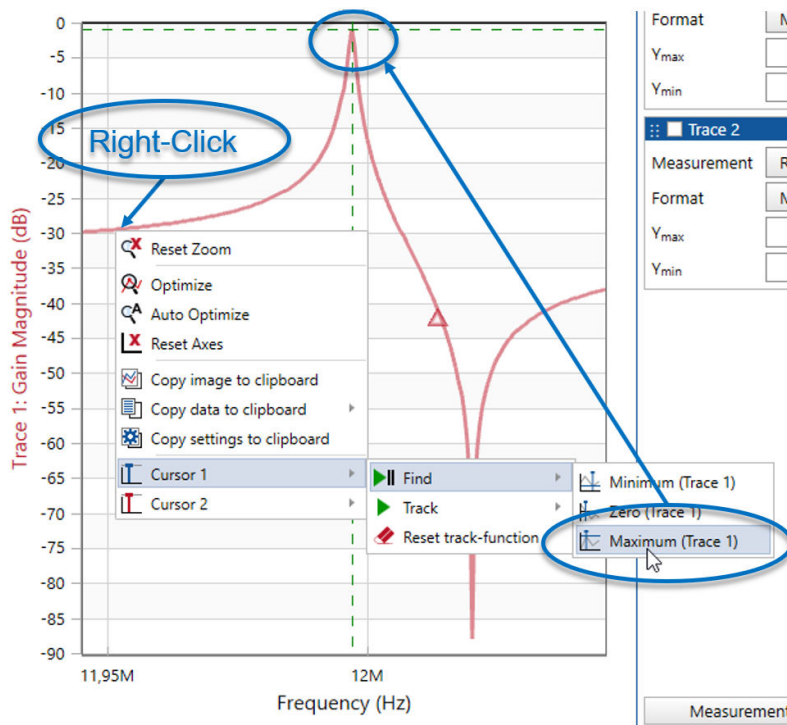 0
-5
-10
-15
-20
-25
-30
-35
-40
-45
-50
-55
-60
-65
-70
-75
-80
-85
-90
Trace 1: Gain Magnitude (dB)
11,95M
12M
Frequency (Hz)
Right-Click
Reset Zoom
Optimize
Auto Optimize
Reset Axes
Copy image to clipboard
Copy data to clipboard
Copy settings to clipboard
Cursor 1
Cursor 2
Find
Track
Reset track-function
Minimum (Trace 1)
Zero (Trace 1)
Maximum (Trace 1)
Format M
Ymax
Ymin
Trace 2
Measurement R
Format M
Ymax
Ymin
Measurement